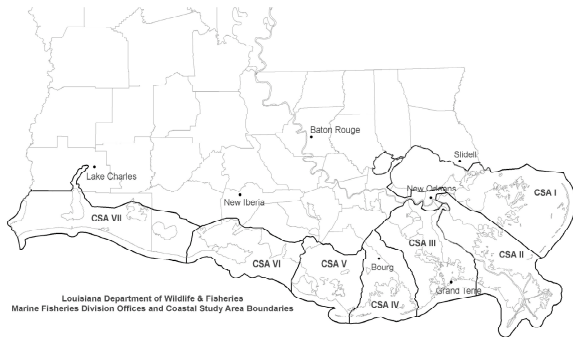 Baton Rouge
Slidell
Lake Charles
New Orleans
CSA I
New Iberia
CSA VII
CSA III
CSA II
CSA VI
CSA V
Bourg
Grand Terre
CSA IV
Louisiana Department of Wildlife & Fisheries
Marine Fisheries Division Offices and Coastal Study Area Boundaries